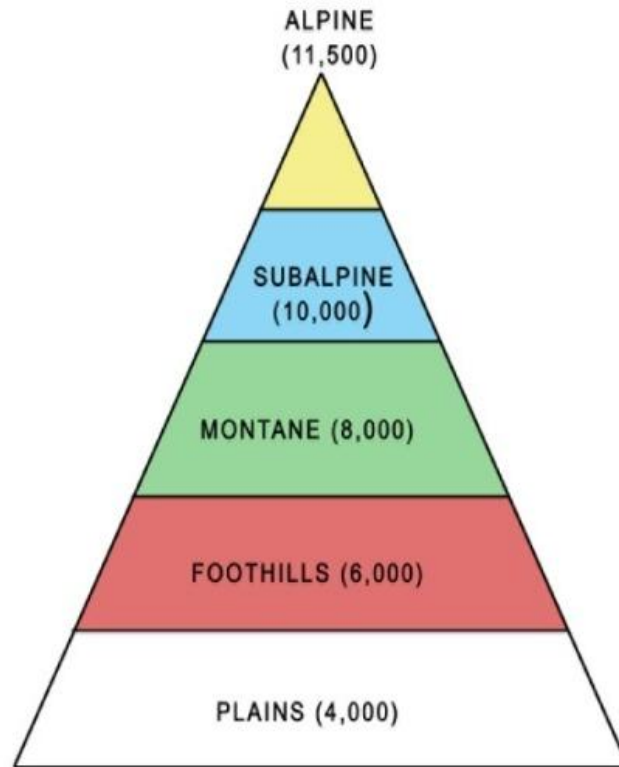 ALPINE
(11,500)
SUBALPINE
(10,000)
MONTANE (8,000)
FOOTHILLS (6,000)
PLAINS (4,000)